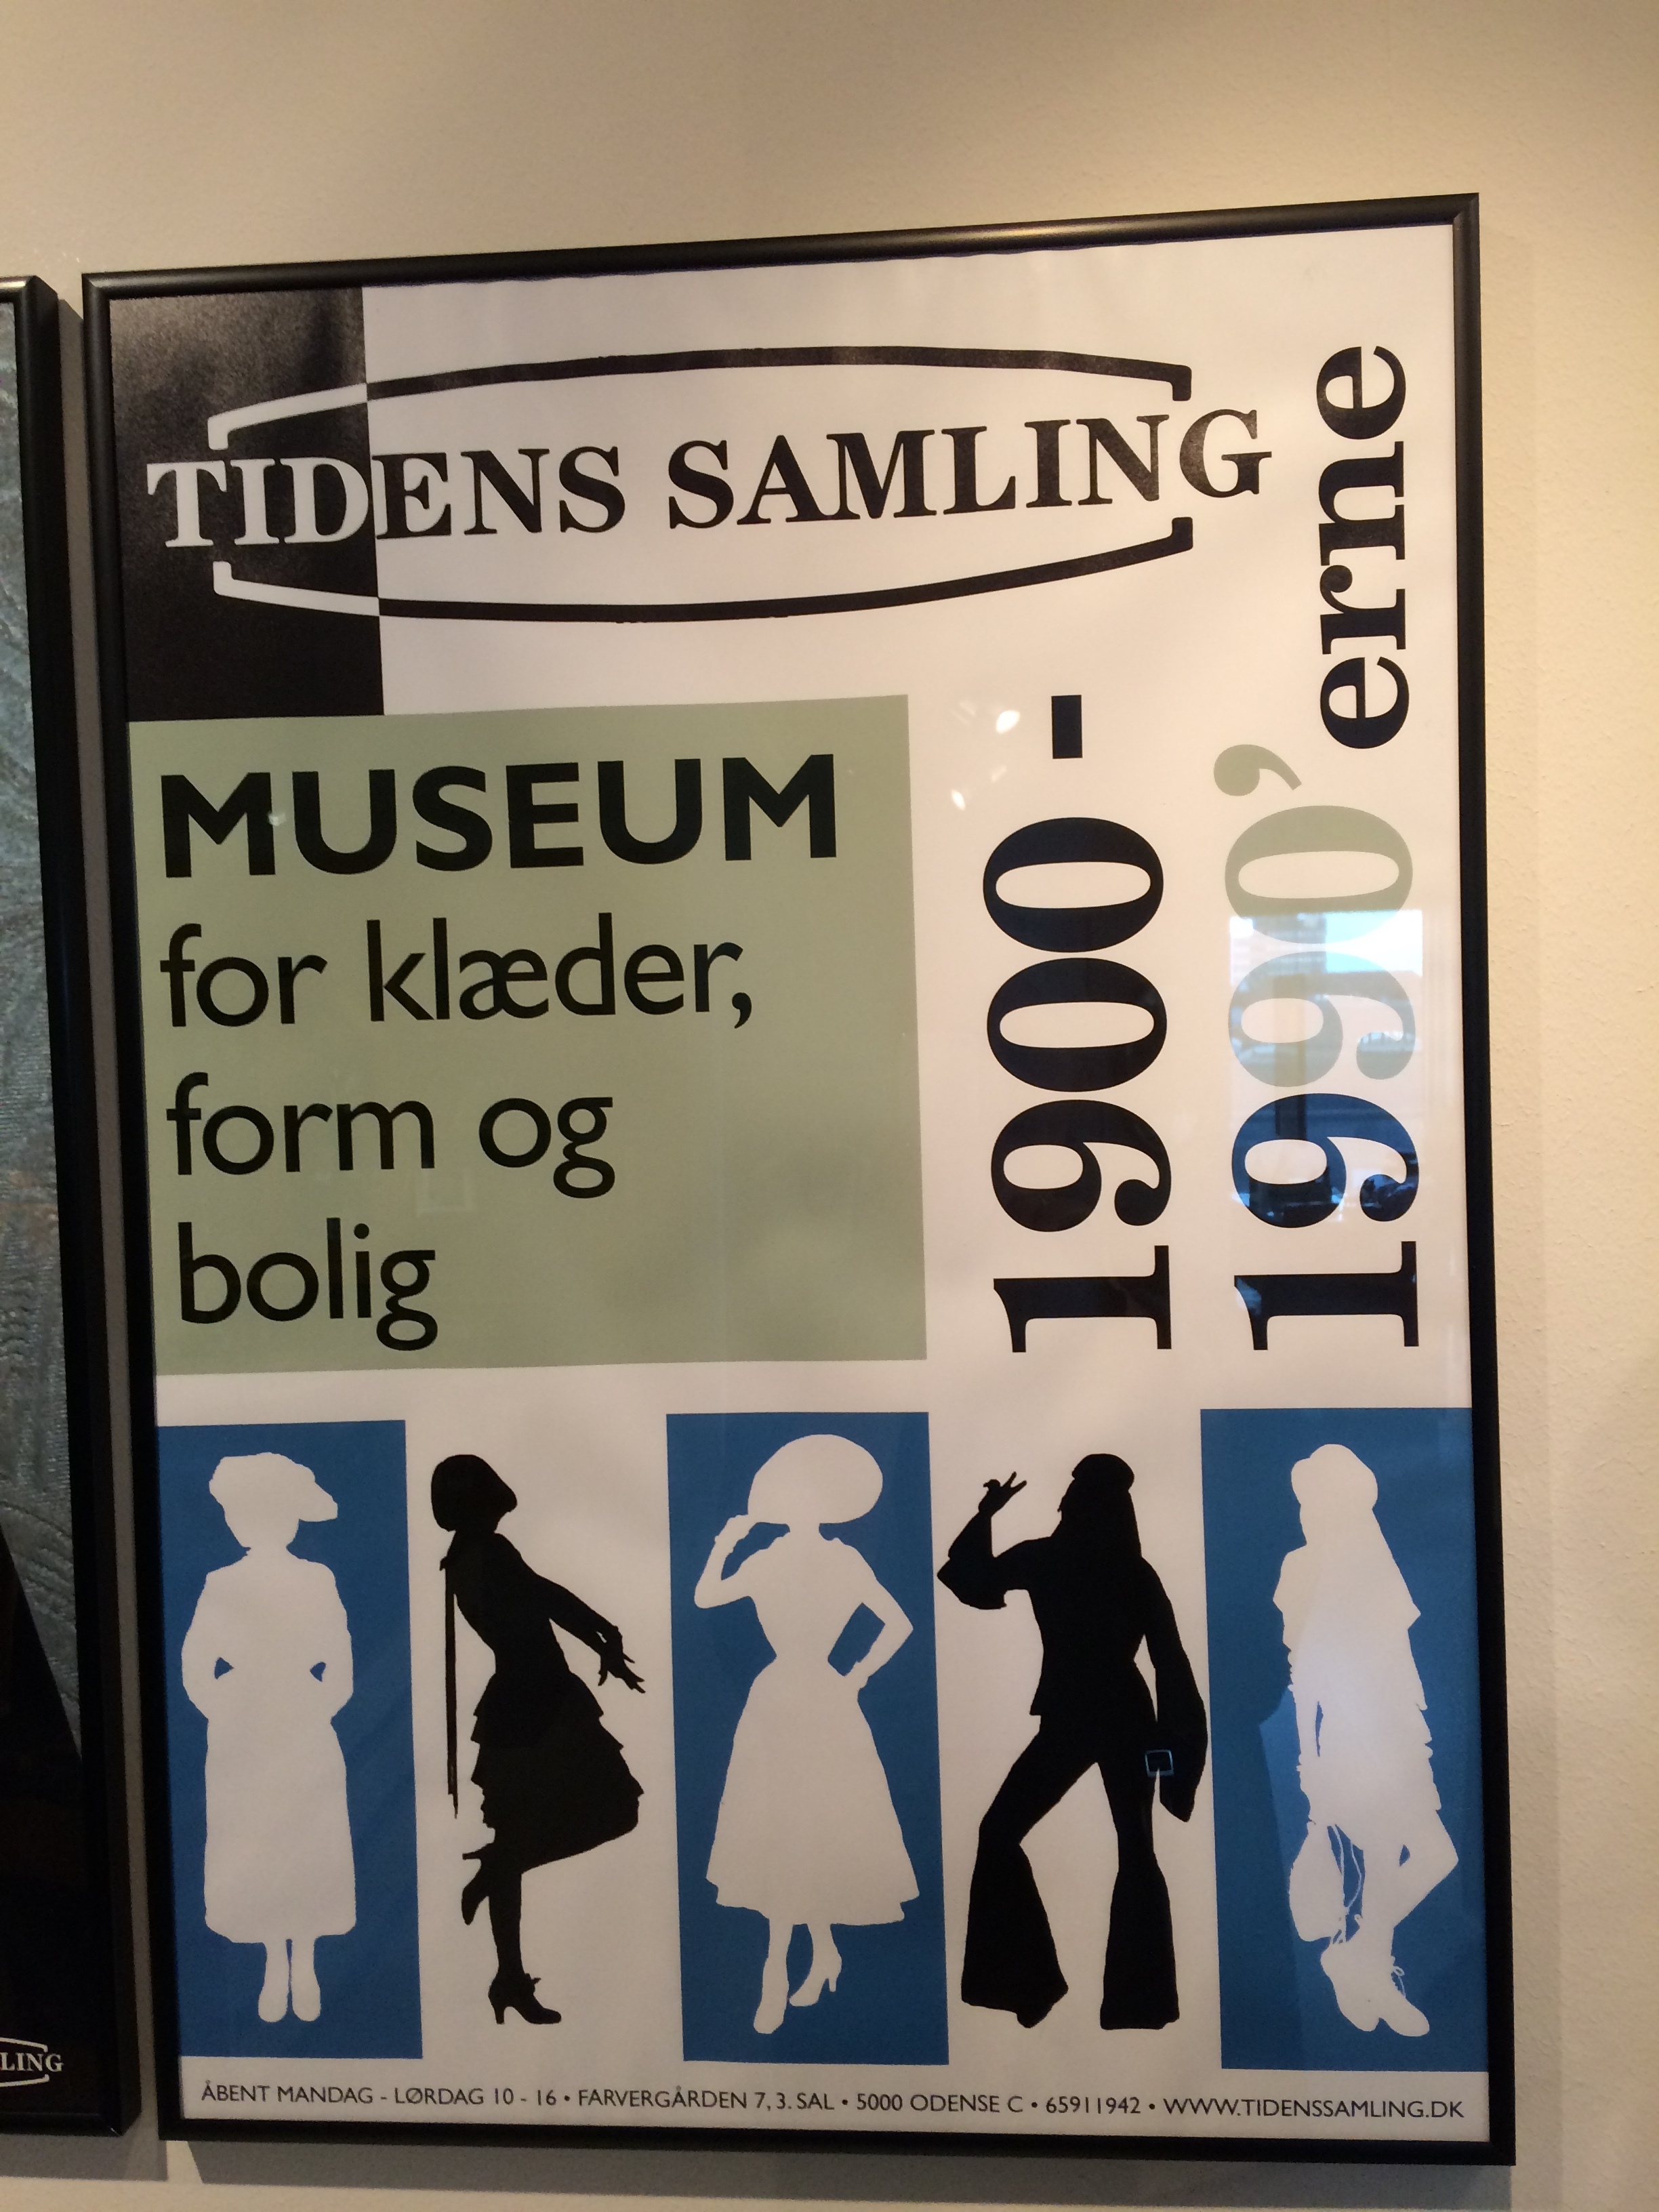 TIDENS SAMLING
MUSEUM
for klæder,
form og
bolig
1900 -
1990’erne
ÅBENT MANDAG - LØRDAG 10 - 16 • FARVERGÅRDEN 7, 3. SAL • 5000 ODENSE C • 65911942 • WWW.TIDENSSAMLING.DK
LING